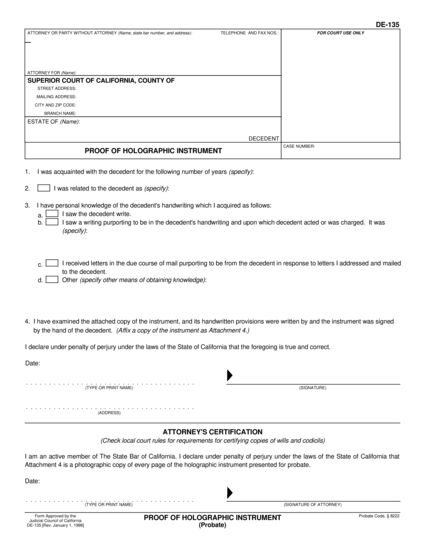 DE-135
ATTORNEY OR PARTY WITHOUT ATTORNEY (Name, state bar number, and address):
TELEPHONE AND FAX NOS.
FOR COURT USE ONLY
ATTORNEY FOR (Name):
SUPERIOR COURT OF CALIFORNIA, COUNTY OF
STREET ADDRESS:
MAILING ADDRESS:
CITY AND ZIP CODE:
BRANCH NAME:
ESTATE OF (Name):
DECEDENT
PROOF OF HOLOGRAPHIC INSTRUMENT
CASE NUMBER:
1. I was acquainted with the decedent for the following number of years (specify):
2. I was related to the decedent as (specify):
3. I have personal knowledge of the decedent's handwriting which I acquired as follows:
a. I saw the decedent write.
b. I saw a writing purporting to be in the decedent's handwriting and upon which decedent acted or was charged. It was
(specify):
c. I received letters in the due course of mail purporting to be from the decedent in response to letters I addressed and mailed
to the decedent.
d. Other (specify other means of obtaining knowledge):
4. I have examined the attached copy of the instrument, and its handwritten provisions were written by and the instrument was signed
by the hand of the decedent. (Affix a copy of the instrument as Attachment 4.)
I declare under penalty of perjury under the laws of the State of California that the foregoing is true and correct.
Date:
(TYPE OR PRINT NAME)
(SIGNATURE)
(ADDRESS)
ATTORNEY'S CERTIFICATION
(Check local court rules for requirements for certifying copies of wills and codicils)
I am an active member of The State Bar of California. I declare under penalty of perjury under the laws of the State of California that
Attachment 4 is a photographic copy of every page of the holographic instrument presented for probate.
Date:
(TYPE OR PRINT NAME)
(SIGNATURE OF ATTORNEY)
Form Approved by the
Judicial Council of California
DE-135 [Rev. January 1, 1998]
PROOF OF HOLOGRAPHIC INSTRUMENT
(Probate)
Probate Code, § 8222